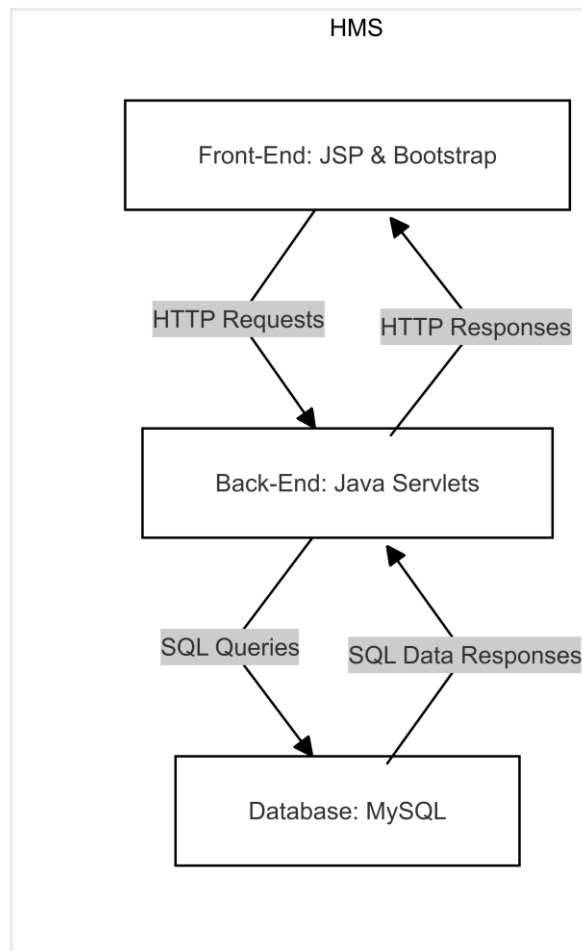 HMS
Front-End: JSP & Bootstrap
HTTP Requests
HTTP Responses
Back-End: Java Servlets
SQL Queries
SQL Data Responses
Database: MySQL